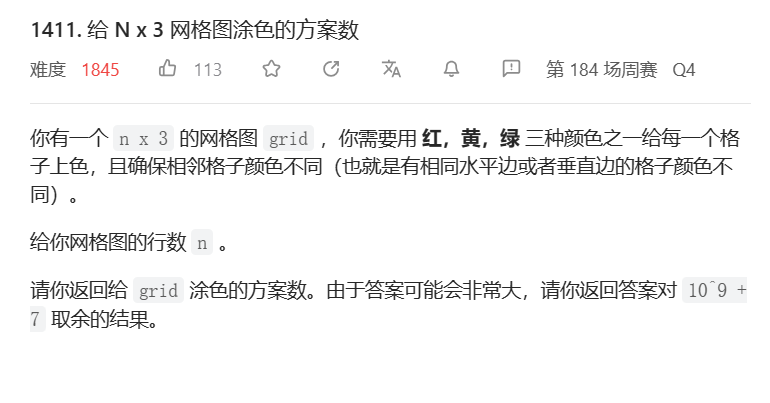 1411. 给 N x 3 网格图涂色的方案数
难度 1845 113 第 184 场周赛 Q4
你有一个 n x 3 的网格图 grid ，你需要用 红，黄，绿 三种颜色之一给每一个格
子上色，且确保相邻格子颜色不同（也就是有相同水平边或者垂直边的格子颜色不
同）。
给你网格图的行数 n 。
请你返回给 grid 涂色的方案数。由于答案可能会非常大，请你返回答案对 10^9 +
7 取余的结果。